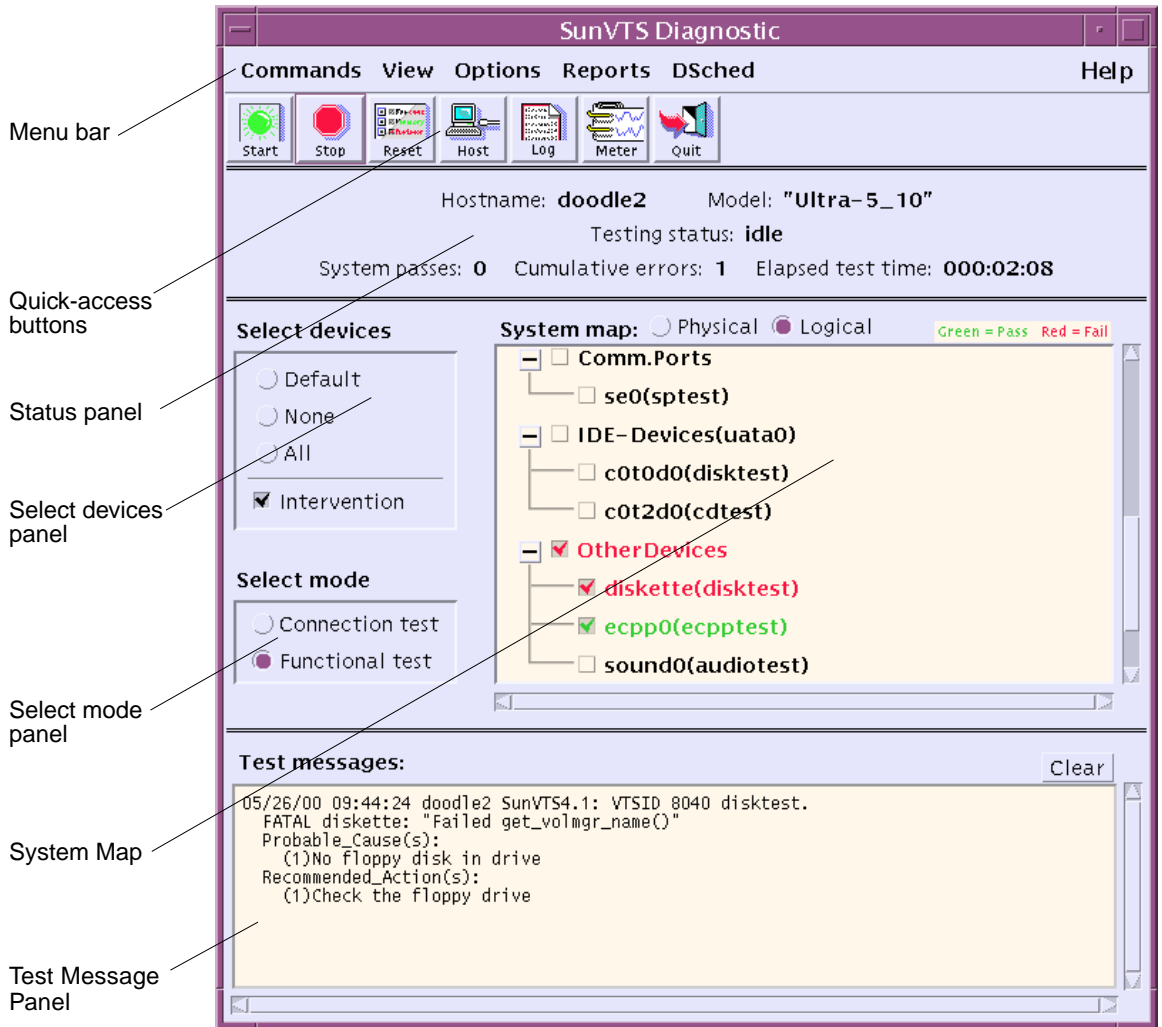 SunVTS Diagnostic
Commands View Options Reports DSched Help
Menu bar
Start Stop Reset Host Log Meter Quit
Hostname: doodle2 Model: "Ultra-5_10"
Testing status: idle
System passes: 0 Cumulative errors: 1 Elapsed test time: 000:02:08
Quick-access
buttons
Select devices
System map: Physical Logical Green = Pass Red = Fail
Default
None
All
Intervention
Comm.Ports
se0(sptest)
IDE-Devices(uata0)
c0t0d0(disktest)
c0t2d0(cdtest)
OtherDevices
diskette(disktest)
ecpp0(ecpptest)
sound0(audiotest)
Status panel
Select devices
panel
Select mode
Connection test
Functional test
Select mode
panel
Test messages: Clear
05/26/00 09:44:24 doodle2 SunVTS4.1: VTSID 8040 disktest.
FATAL diskette: "Failed get_volmgr_name()"
Probable_Cause(s):
(1)No floppy disk in drive
Recommended_Action(s):
(1)Check the floppy drive
System Map
Test Message
Panel